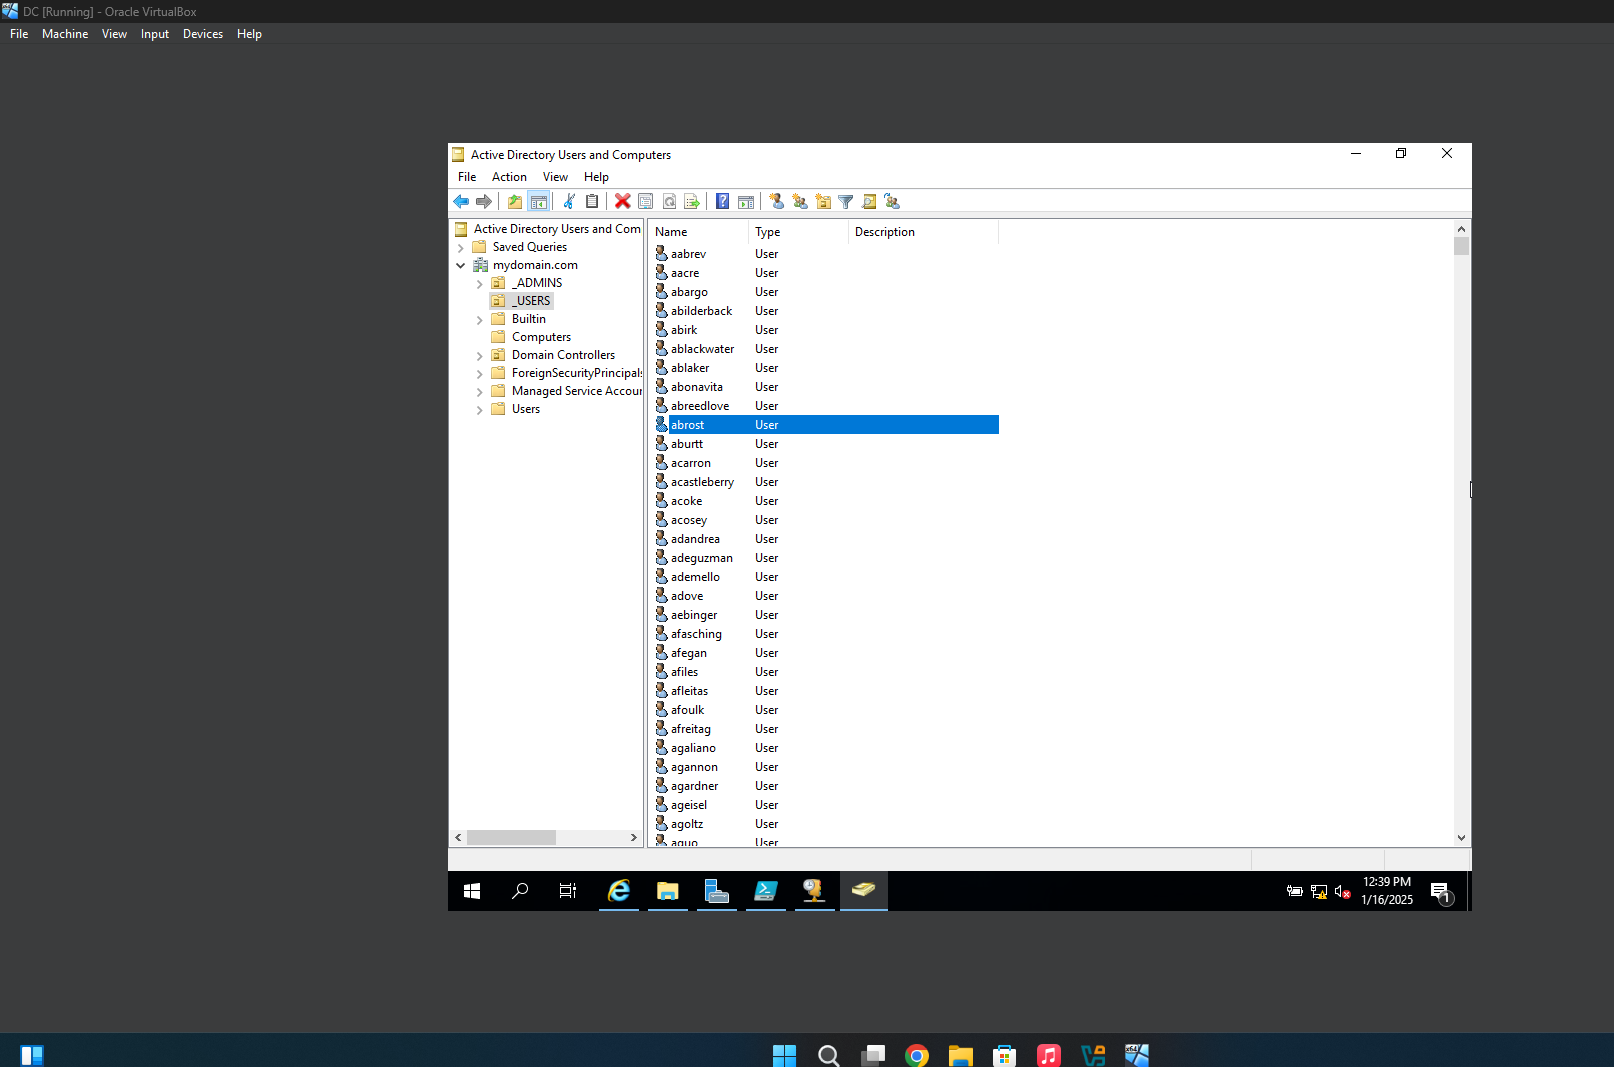 DC [Running] - Oracle VirtualBox
File Machine View Input Devices Help
Active Directory Users and Computers
File Action View Help
Active Directory Users and Com
Saved Queries
mydomain.com
_ADMINS
_USERS
Builtin
Computers
Domain Controllers
ForeignSecurityPrincipals
Managed Service Accour
Users
Name Type Description
aabrev User
aacre User
abargo User
abilderback User
abirk User
ablackwater User
ablaker User
abonavita User
abreedlove User
abrost User
aburtt User
acarron User
acastleberry User
acoke User
acosey User
adandrea User
adeguzman User
ademello User
adove User
aebinger User
afasching User
afegan User
afiles User
afleitas User
afoulk User
afreitag User
agaliano User
agannon User
agardner User
ageisel User
agoltz User
aguo User
12:39 PM
1/16/2025
1